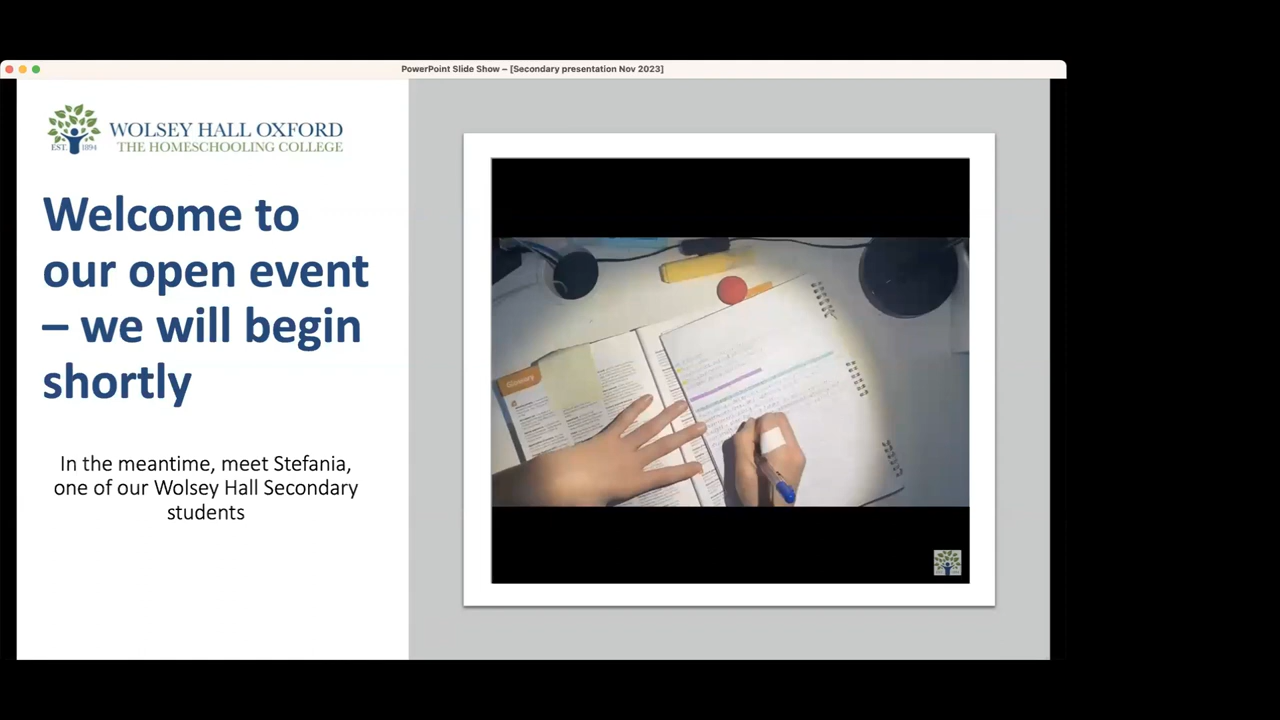 PowerPoint Slide Show – [Secondary presentation Nov 2023]
WOLSEY HALL OXFORD
EST. 1894
THE HOMESCHOOLING COLLEGE
Welcome to
our open event
– we will begin
shortly
In the meantime, meet Stefania,
one of our Wolsey Hall Secondary
students
Glossary